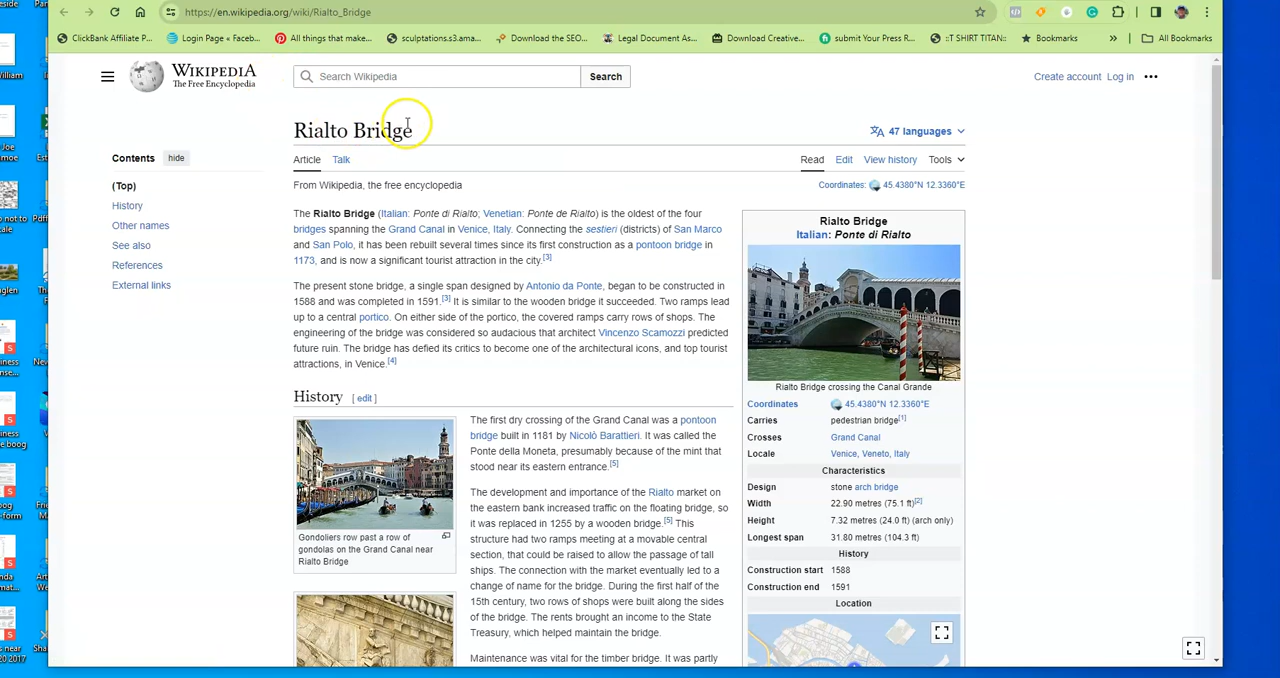 https://en.wikipedia.org/wiki/Rialto_Bridge
ClickBank Affiliate P...
Login Page « Faceb...
All things that make...
sculptations.s3.ama...
Download the SEO...
Legal Document As...
Download Creative...
submit Your Press R...
::T SHIRT TITAN::
Bookmarks
»
All Bookmarks
WIKIPEDIA
The Free Encyclopedia
Search Wikipedia
Search
Create account
Log in
Rialto Bridge
47 languages
Contents
hide
(Top)
History
Other names
See also
References
External links
Article
Talk
Read
Edit
View history
Tools
From Wikipedia, the free encyclopedia
Coordinates: 45.4380°N 12.3360°E
The Rialto Bridge (Italian: Ponte di Rialto; Venetian: Ponte de Rialto) is the oldest of the four
bridges spanning the Grand Canal in Venice, Italy. Connecting the sestieri (districts) of San Marco
and San Polo, it has been rebuilt several times since its first construction as a pontoon bridge in
1173, and is now a significant tourist attraction in the city.[3]
The present stone bridge, a single span designed by Antonio da Ponte, began to be constructed in
1588 and was completed in 1591.[3] It is similar to the wooden bridge it succeeded. Two ramps lead
up to a central portico. On either side of the portico, the covered ramps carry rows of shops. The
engineering of the bridge was considered so audacious that architect Vincenzo Scamozzi predicted
future ruin. The bridge has defied its critics to become one of the architectural icons, and top tourist
attractions, in Venice.[4]
History [ edit ]
Gondoliers row past a row of
gondolas on the Grand Canal near
Rialto Bridge
The first dry crossing of the Grand Canal was a pontoon
bridge built in 1181 by Nicolò Barattieri. It was called the
Ponte della Moneta, presumably because of the mint that
stood near its eastern entrance.[5]
The development and importance of the Rialto market on
the eastern bank increased traffic on the floating bridge, so
it was replaced in 1255 by a wooden bridge.[5] This
structure had two ramps meeting at a movable central
section, that could be raised to allow the passage of tall
ships. The connection with the market eventually led to a
change of name for the bridge. During the first half of the
15th century, two rows of shops were built along the sides
of the bridge. The rents brought an income to the State
Treasury, which helped maintain the bridge.
Maintenance was vital for the timber bridge. It was partly
Rialto Bridge
Italian: Ponte di Rialto
Rialto Bridge crossing the Canal Grande
Coordinates 45.4380°N 12.3360°E
Carries pedestrian bridge[1]
Crosses Grand Canal
Locale Venice, Veneto, Italy
Characteristics
Design stone arch bridge
Width 22.90 metres (75.1 ft)[2]
Height 7.32 metres (24.0 ft) (arch only)
Longest span 31.80 metres (104.3 ft)
History
Construction start 1588
Construction end 1591
Location